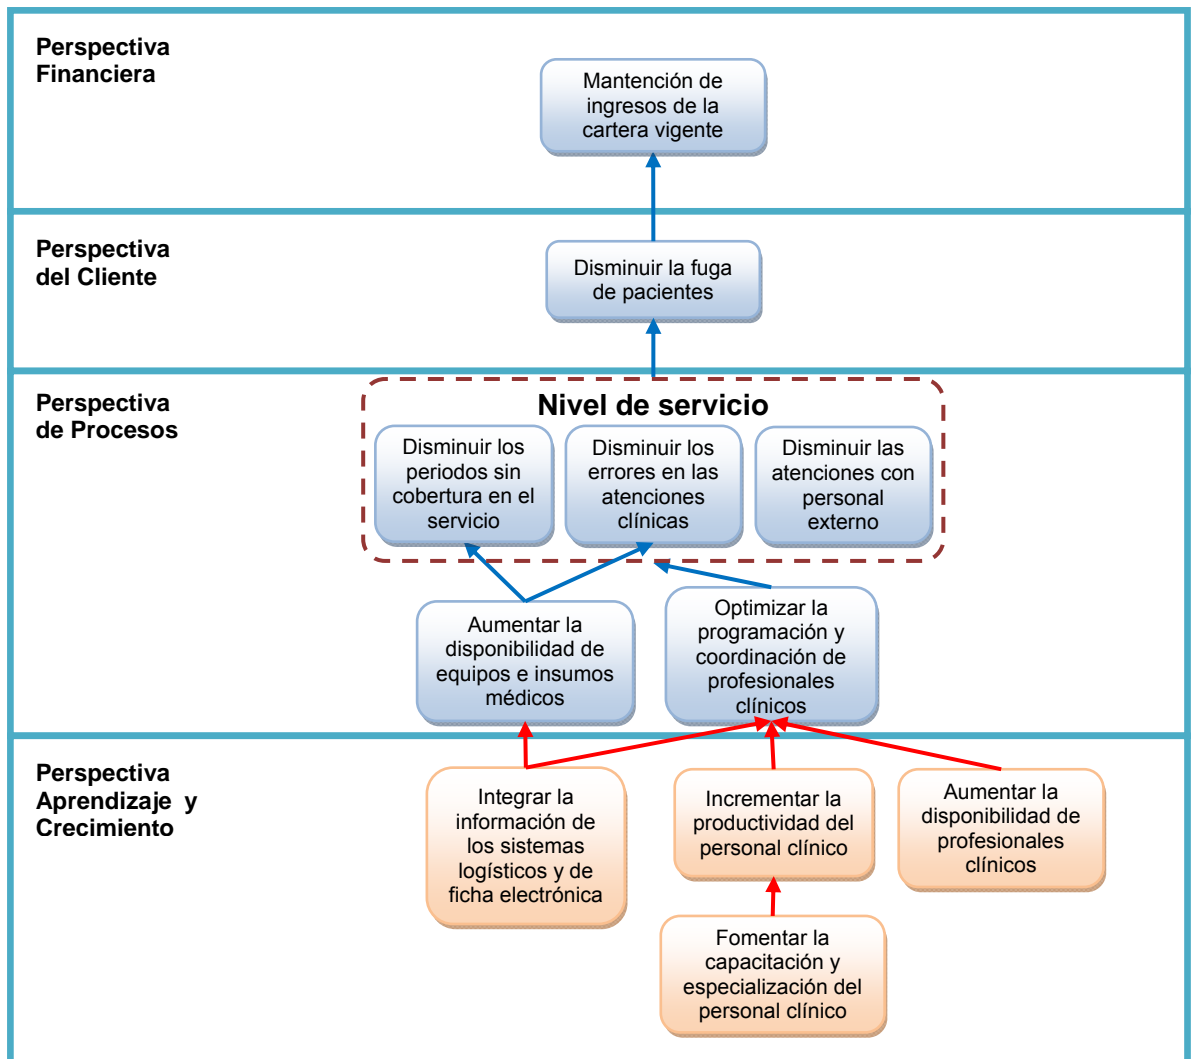 Perspectiva
Financiera
Mantención de
ingresos de la
cartera vigente
Perspectiva
del Cliente
Disminuir la fuga
de pacientes
Perspectiva
de Procesos
Nivel de servicio
Disminuir los
periodos sin
cobertura en el
servicio
Disminuir los
errores en las
atenciones
clínicas
Disminuir las
atenciones con
personal
externo
Aumentar la
disponibilidad de
equipos e insumos
médicos
Optimizar la
programación y
coordinación de
profesionales
clínicos
Perspectiva
Aprendizaje y
Crecimiento
Integrar la
información de
los sistemas
logísticos y de
ficha electrónica
Incrementar la
productividad del
personal clínico
Aumentar la
disponibilidad de
profesionales
clínicos
Fomentar la
capacitación y
especialización del
personal clínico